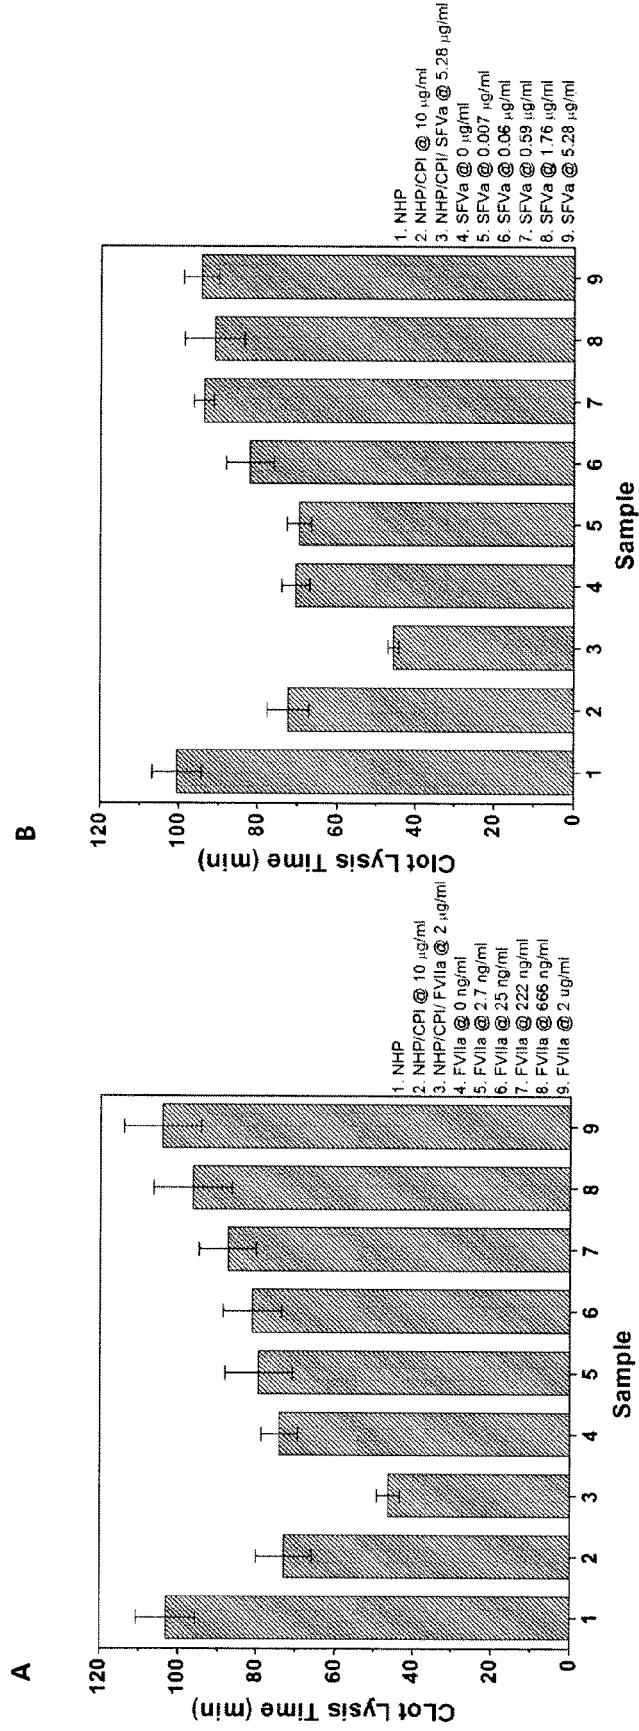 A
CLot Lysis Time (min)
120
100
80
60
40
20
0
1 2 3 4 5 6 7 8 9
Sample
1. NHP
2. NHP/CPI @ 10 µg/ml
3. NHP/CPI/ FVIIa @ 2 µg/ml
4. FVIIa @ 0 ng/ml
5. FVIIa @ 2.7 ng/ml
6. FVIIa @ 25 ng/ml
7. FVIIa @ 222 ng/ml
8. FVIIa @ 666 ng/ml
9. FVIIa @ 2 ug/ml
B
Clot Lysis Time (min)
120
100
80
60
40
20
0
1 2 3 4 5 6 7 8 9
Sample
1. NHP
2. NHP/CPI @ 10 µg/ml
3. NHP/CPI/ SFVa @ 5.28 µg/ml
4. SFVa @ 0 µg/ml
5. SFVa @ 0.007 µg/ml
6. SFVa @ 0.06 µg/ml
7. SFVa @ 0.59 µg/ml
8. SFVa @ 1.76 µg/ml
9. SFVa @ 5.28 µg/ml